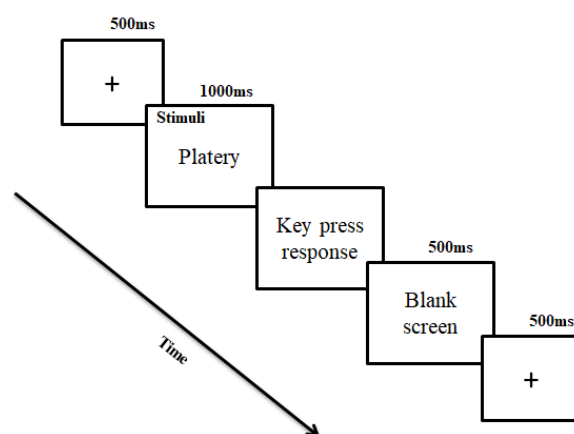 500ms
+
1000ms
Stimuli
Platery
Key press
response
500ms
Blank
screen
500ms
+
Time